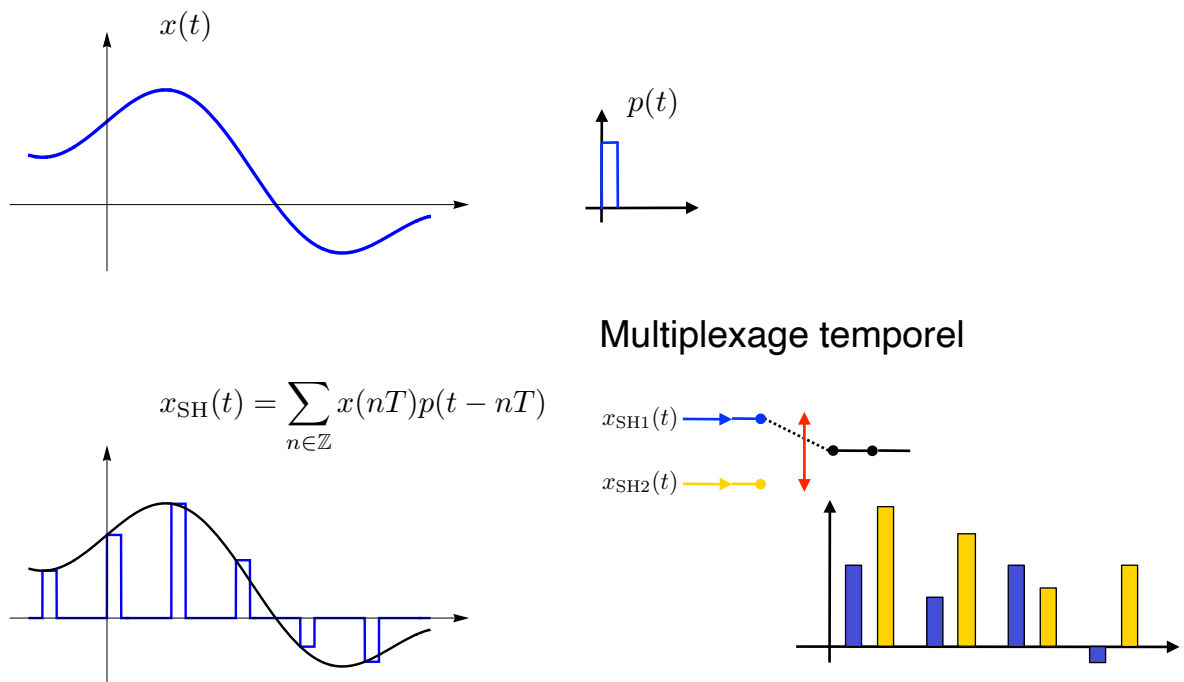 x(t)
p(t)
Multiplexage temporel
x_SH(t) = ∑_{n∈ℤ} x(nT)p(t − nT)
x_SH1(t)
x_SH2(t)